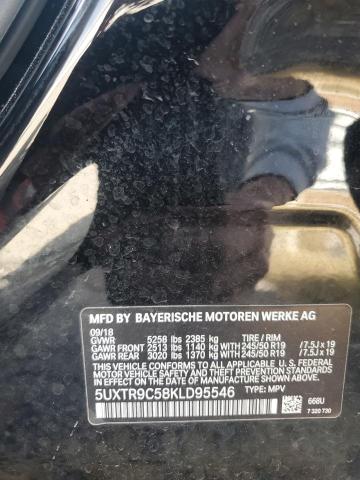 MFD BY BAYERISCHE MOTOREN WERKE AG
09/18
GVWR 5258 lbs 2385 kg TIRE / RIM
GAWR FRONT 2513 lbs 1140 kg WITH 245/50 R19 /7.5J x 19
GAWR REAR 3020 lbs 1370 kg WITH 245/50 R19 /7.5J x 19
THIS VEHICLE CONFORMS TO ALL APPLICABLE U.S. FEDERAL
MOTOR VEHICLE SAFETY STANDARDS IN EFFECT ON THE DATE
OF MANUFACTURE SHOWN ABOVE.
5UXTR9C58KLD95546 TYPE: MPV
668U
7 320 730